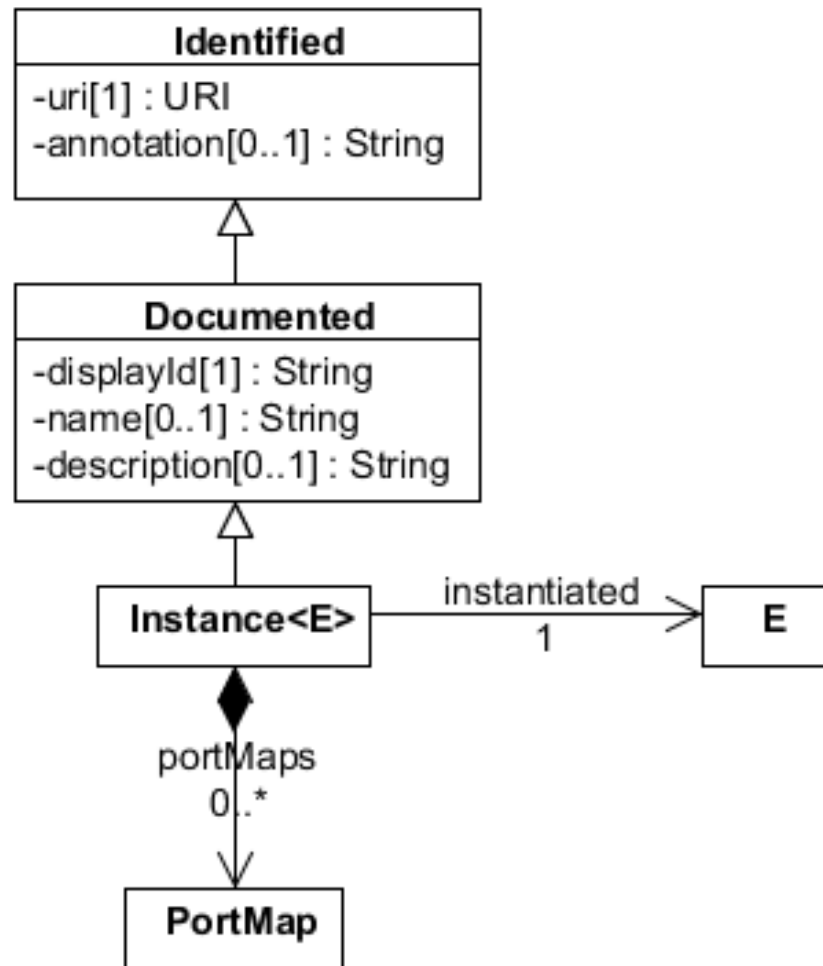 Identified
-uri[1] : URI
-annotation[0..1] : String
Documented
-displayId[1] : String
-name[0..1] : String
-description[0..1] : String
Instance<E>
instantiated
1
E
portMaps
0..*
PortMap